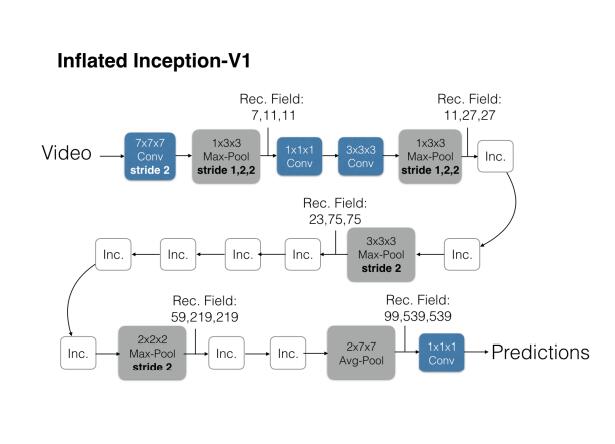 Inflated Inception-V1
Rec. Field:
7,11,11
Rec. Field:
11,27,27
Video
7x7x7
Conv
stride 2
1x3x3
Max-Pool
stride 1,2,2
1x1x1
Conv
3x3x3
Conv
1x3x3
Max-Pool
stride 1,2,2
Inc.
Rec. Field:
23,75,75
Inc.
Inc.
Inc.
Inc.
3x3x3
Max-Pool
stride 2
Inc.
Rec. Field:
59,219,219
Rec. Field:
99,539,539
Inc.
2x2x2
Max-Pool
stride 2
Inc.
Inc.
2x7x7
Avg-Pool
1x1x1
Conv
Predictions